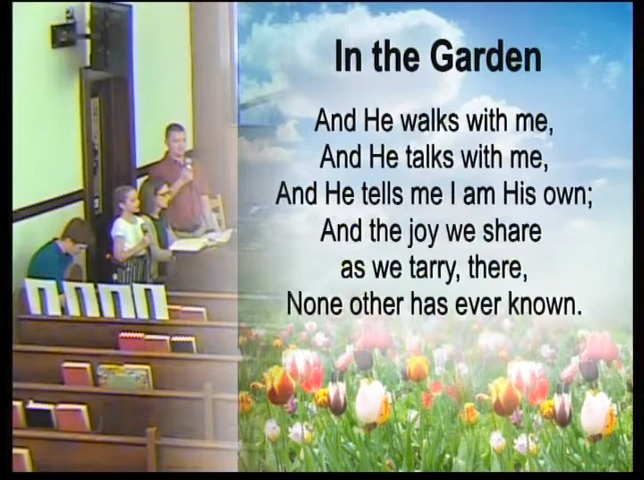 In the Garden
And He walks with me,
And He talks with me,
And He tells me I am His own;
And the joy we share
as we tarry, there,
None other has ever known.